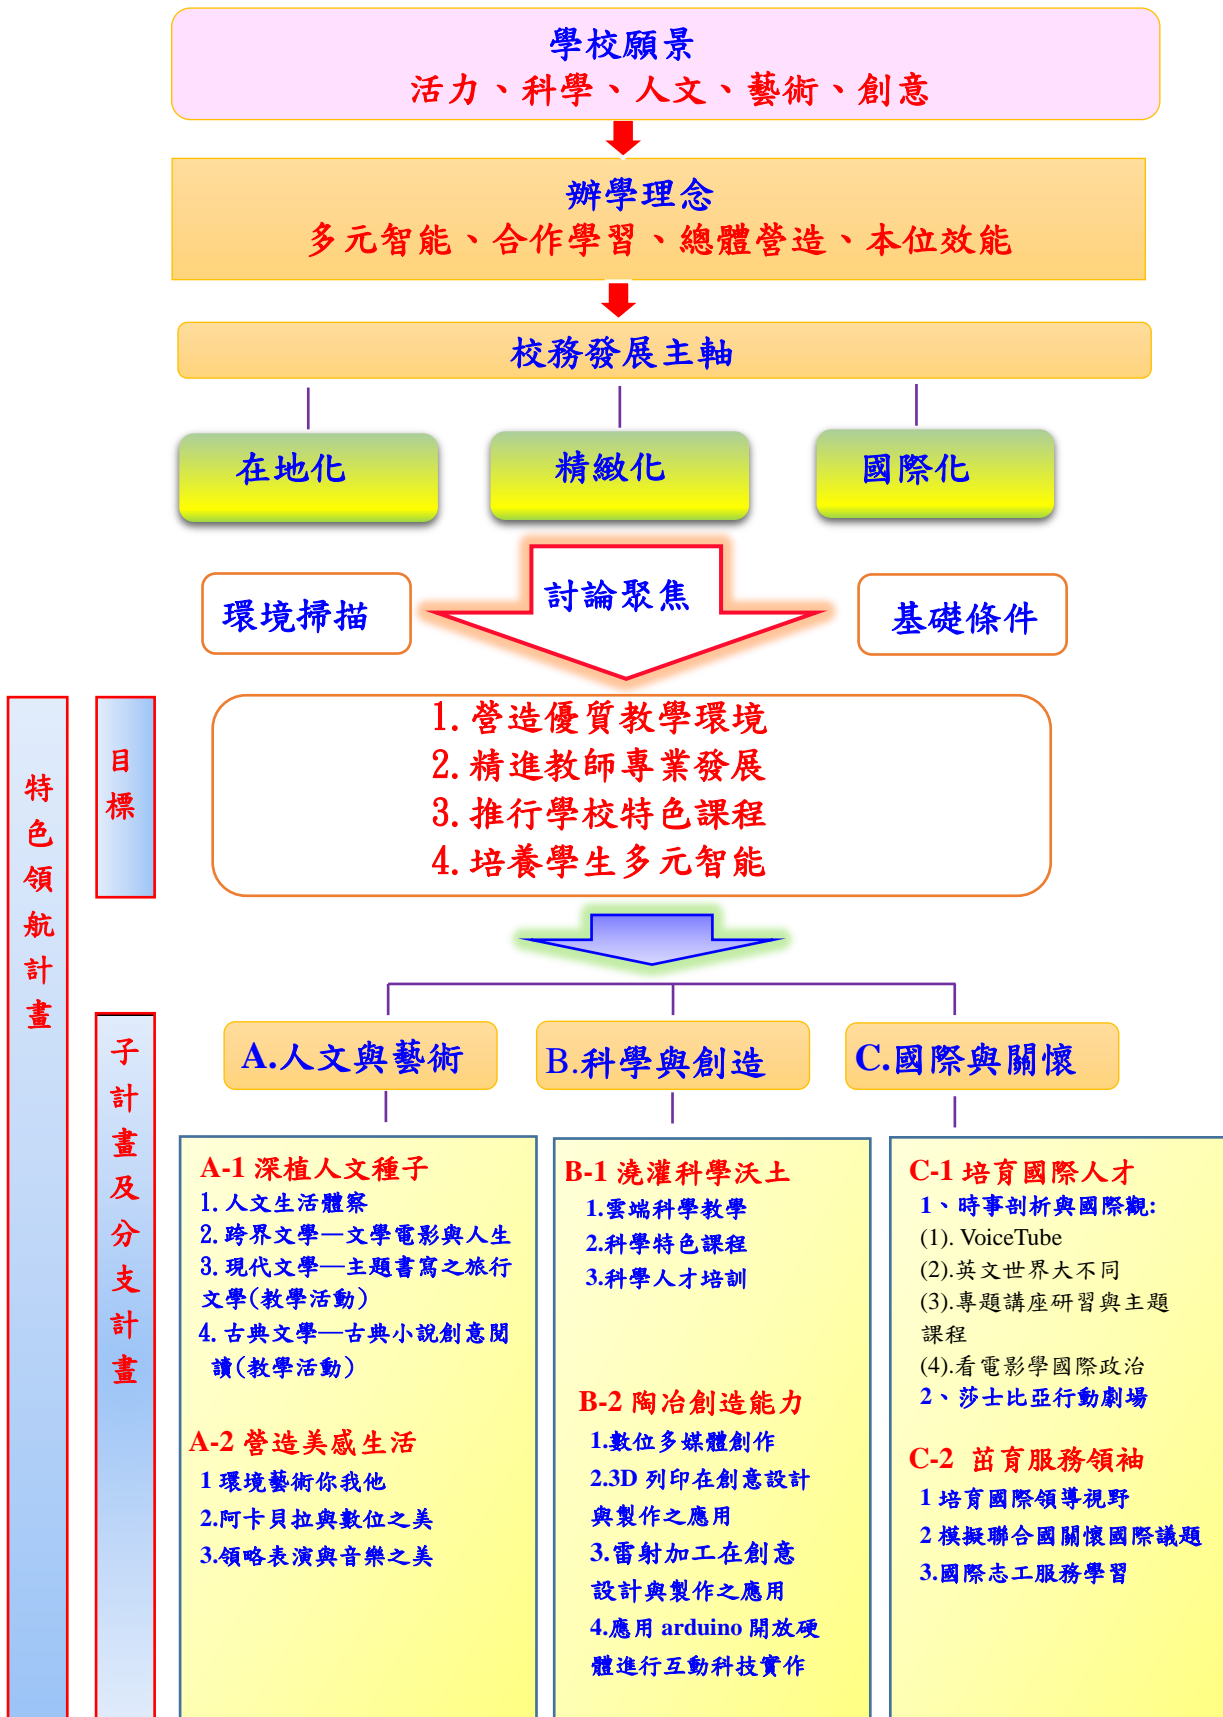 學校願景
活力、科學、人文、藝術、創意
辦學理念
多元智能、合作學習、總體營造、本位效能
校務發展主軸
在地化
精緻化
國際化
環境掃描
討論聚焦
基礎條件
特色領航計畫
目標
1. 營造優質教學環境
2. 精進教師專業發展
3. 推行學校特色課程
4. 培養學生多元智能
子計畫及分支計畫
A.人文與藝術
B.科學與創造
C.國際與關懷
A-1 深植人文種子
1. 人文生活體察
2. 跨界文學—文學電影與人生
3. 現代文學—主題書寫之旅行
文學(教學活動)
4. 古典文學—古典小說創意閱
讀(教學活動)
A-2 營造美感生活
1 環境藝術你我他
2.阿卡貝拉與數位之美
3.領略表演與音樂之美
B-1 澆灌科學沃土
1.雲端科學教學
2.科學特色課程
3.科學人才培訓
B-2 陶冶創造能力
1.數位多媒體創作
2.3D 列印在創意設計
與製作之應用
3.雷射加工在創意
設計與製作之應用
4.應用 arduino 開放硬
體進行互動科技實作
C-1 培育國際人才
1、時事剖析與國際觀:
(1). VoiceTube
(2).英文世界大不同
(3).專題講座研習與主題
課程
(4).看電影學國際政治
2、莎士比亞行動劇場
C-2 茁育服務領袖
1 培育國際領導視野
2 模擬聯合國關懷國際議題
3.國際志工服務學習